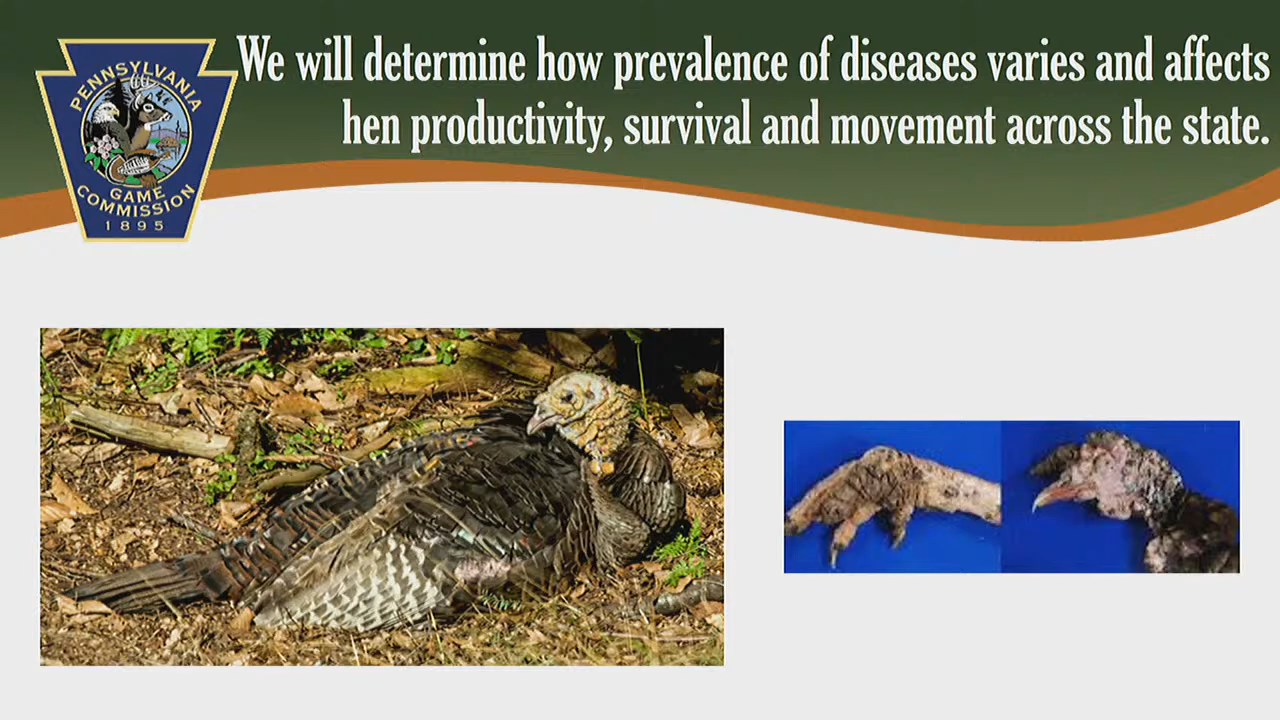 We will determine how prevalence of diseases varies and affects
hen productivity, survival and movement across the state.
PENNSYLVANIA
GAME
COMMISSION
1895